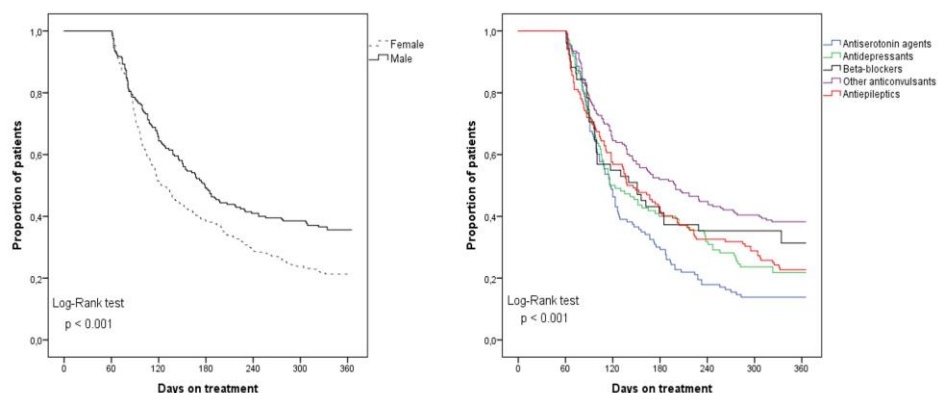 1,0
0,8
0,6
0,4
0,2
0,0
Proportion of patients
Female
Male
Log-Rank test
p < 0.001
0 60 120 180 240 300 360
Days on treatment
1,0
0,8
0,6
0,4
0,2
0,0
Proportion of patients
Antiserotonin agents
Antidepressants
Beta-blockers
Other anticonvulsants
Antiepileptics
Log-Rank test
p < 0.001
0 60 120 180 240 300 360
Days on treatment